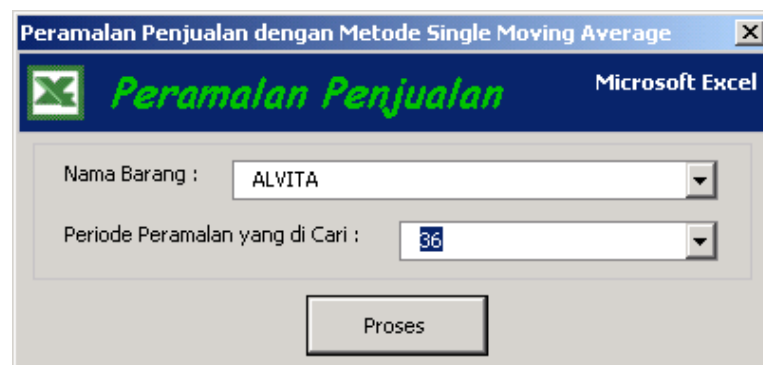 Peramalan Penjualan dengan Metode Single Moving Average
Peramalan Penjualan
Microsoft Excel
Nama Barang :
ALVITA
Periode Peramalan yang di Cari :
36
Proses